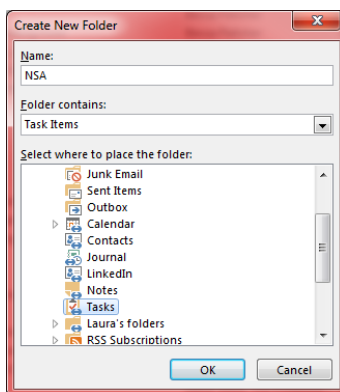 Create New Folder
Name:
NSA
Folder contains:
Task Items
Select where to place the folder:
Junk Email
Sent Items
Outbox
Calendar
Contacts
Journal
LinkedIn
Notes
Tasks
Laura's folders
RSS Subscriptions
OK Cancel